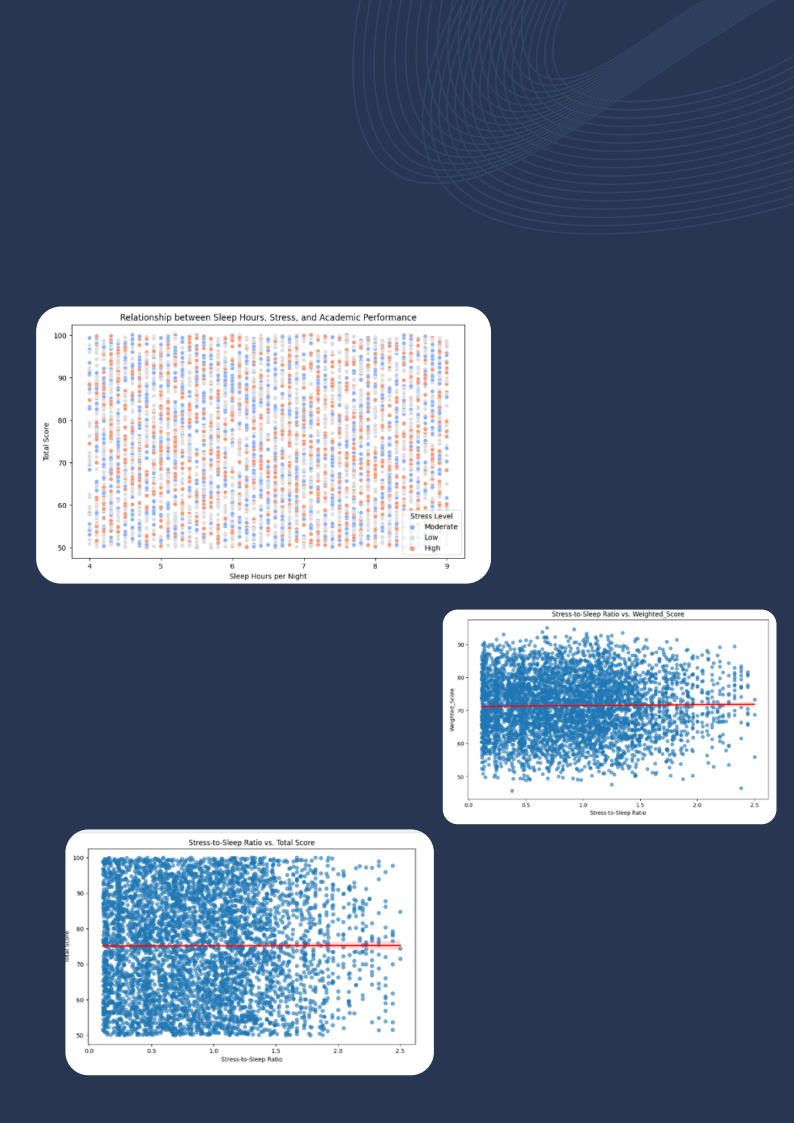 Relationship between Sleep Hours, Stress, and Academic Performance
100
90
80
70
60
50
Total Score
Stress Level
Moderate
Low
High
4 5 6 7 8 9
Sleep Hours per Night
Stress-to-Sleep Ratio vs. Weighted_Score
90
80
70
60
50
Weighted_Score
0.0 0.5 1.0 1.5 2.0 2.5
Stress-to-Sleep Ratio
Stress-to-Sleep Ratio vs. Total Score
100
90
80
70
60
50
Total Score
0.0 0.5 1.0 1.5 2.0 2.5
Stress-to-Sleep Ratio